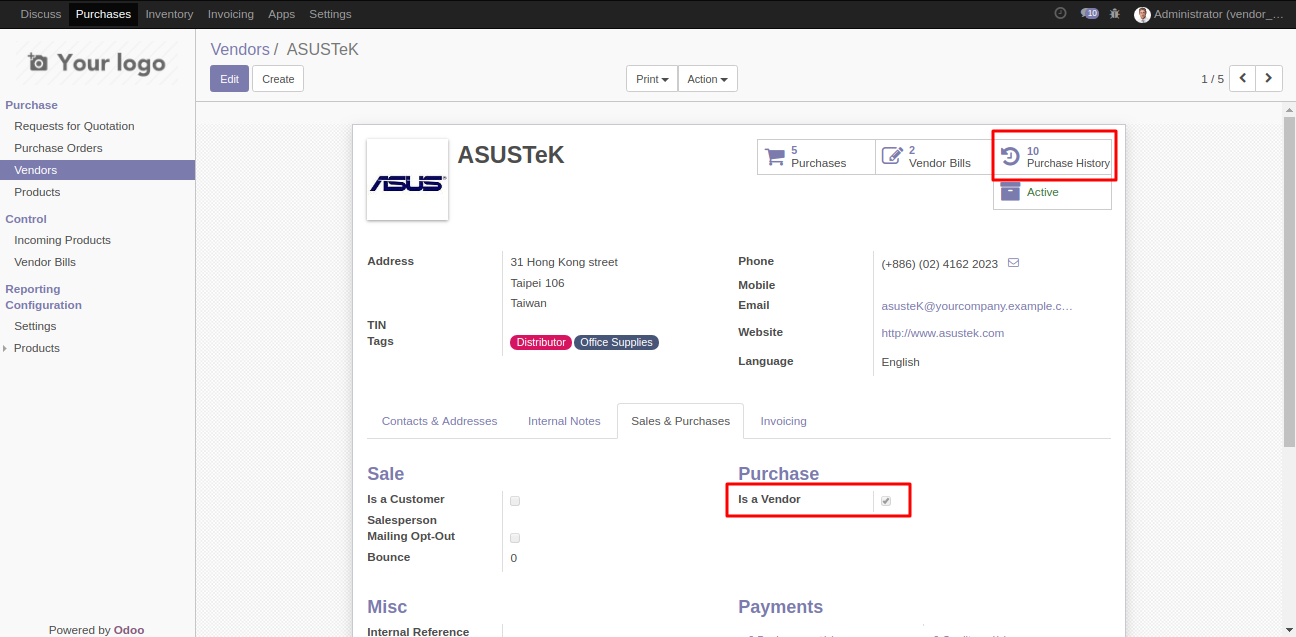 Discuss Purchases Inventory Invoicing Apps Settings 10 Administrator (vendor_...
Your logo
Vendors / ASUSTeK
Edit Create Print Action 1 / 5
Purchase
Requests for Quotation
Purchase Orders
Vendors
Products
Control
Incoming Products
Vendor Bills
Reporting
Configuration
Settings
Products
Powered by Odoo
ASUS
ASUSTeK
5 Purchases
2 Vendor Bills
10 Purchase History
Active
Address 31 Hong Kong street
Taipei 106
Taiwan
TIN
Tags Distributor Office Supplies
Phone (+886) (02) 4162 2023
Mobile
Email asusteK@yourcompany.example.c...
Website http://www.asustek.com
Language English
Contacts & Addresses Internal Notes Sales & Purchases Invoicing
Sale
Is a Customer
Salesperson
Mailing Opt-Out
Bounce 0
Purchase
Is a Vendor
Misc
Internal Reference
Payments